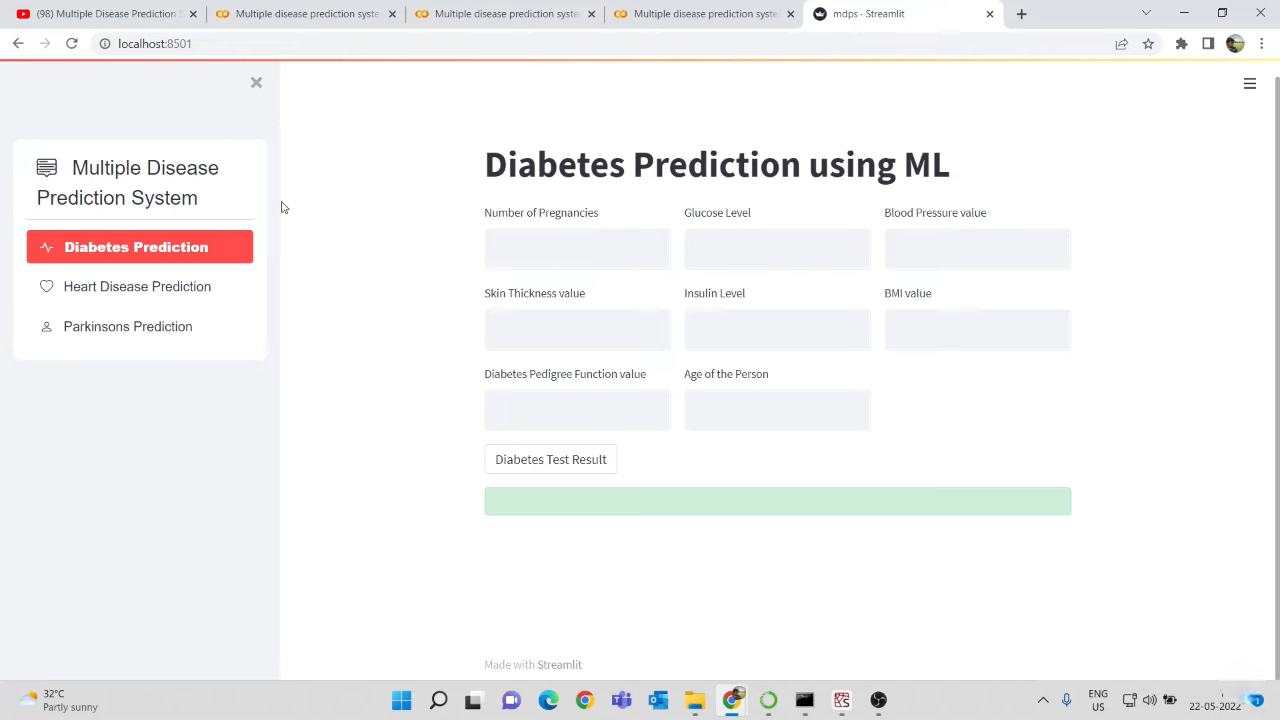 (98) Multiple Disease Prediction S
Multiple disease prediction syste
Multiple disease prediction syste
Multiple disease prediction syste
mdps · Streamlit
localhost:8501
Multiple Disease
Prediction System
Diabetes Prediction
Heart Disease Prediction
Parkinsons Prediction
Diabetes Prediction using ML
Number of Pregnancies
Glucose Level
Blood Pressure value
Skin Thickness value
Insulin Level
BMI value
Diabetes Pedigree Function value
Age of the Person
Diabetes Test Result
Made with Streamlit
32°C
Partly sunny
ENG
US
22-05-2022
1